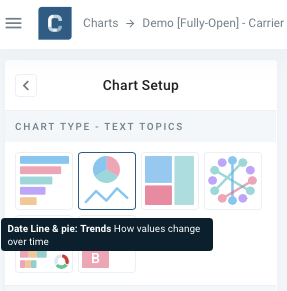 C Charts → Demo [Fully-Open] - Carrier
Chart Setup
CHART TYPE - TEXT TOPICS
Date Line & pie: Trends How values change
over time
B